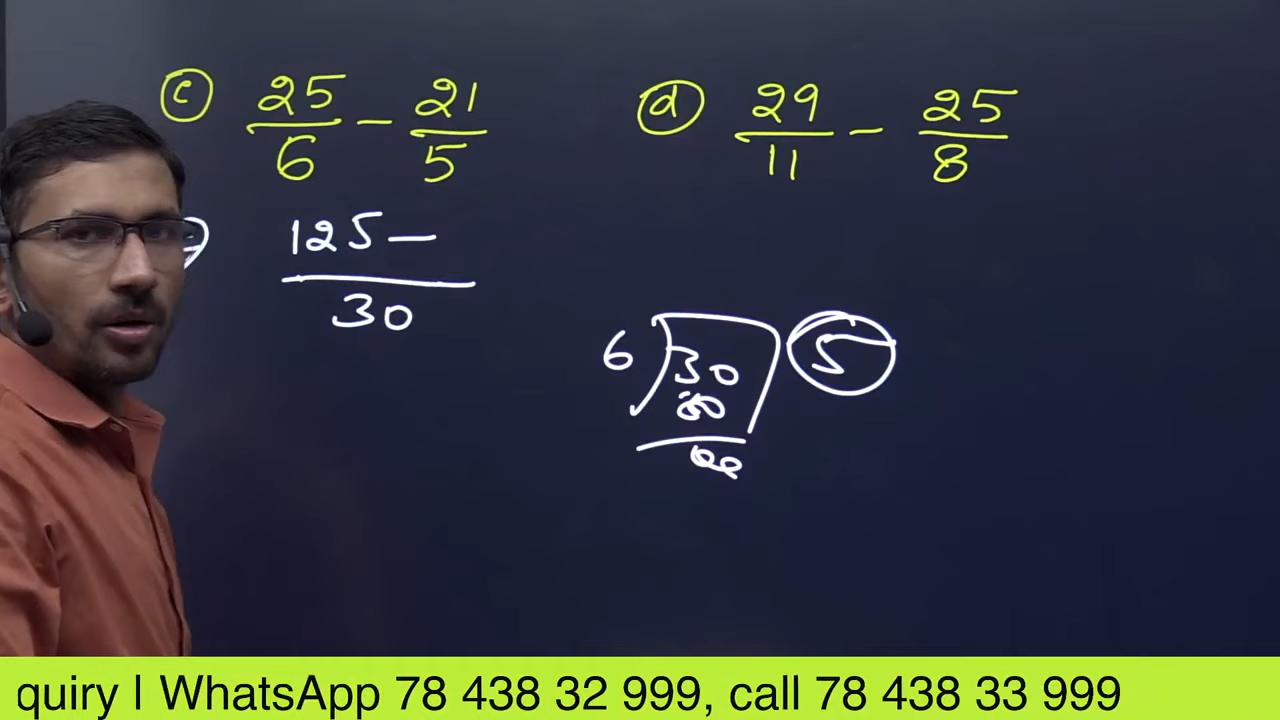 c 25/6 - 21/5
d 29/11 - 25/8
125 -
30
6 30 5
quiry | WhatsApp 78 438 32 999, call 78 438 33 999